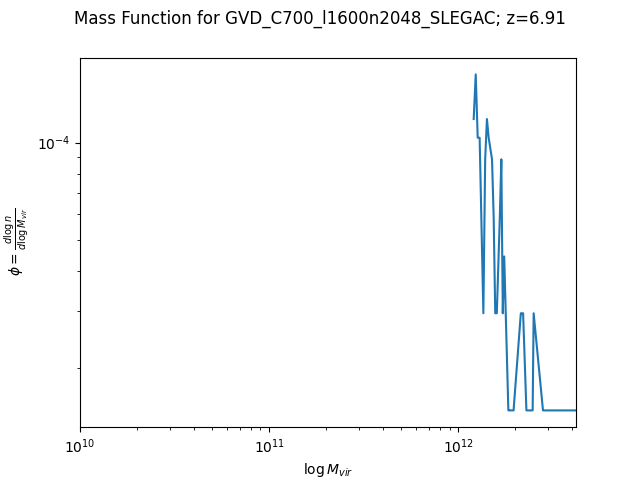 Mass Function for GVD_C700_l1600n2048_SLEGAC; z=6.91
10⁻⁴
ϕ = d log n / d log M_vir
10¹⁰ 10¹¹ 10¹²
log M_vir